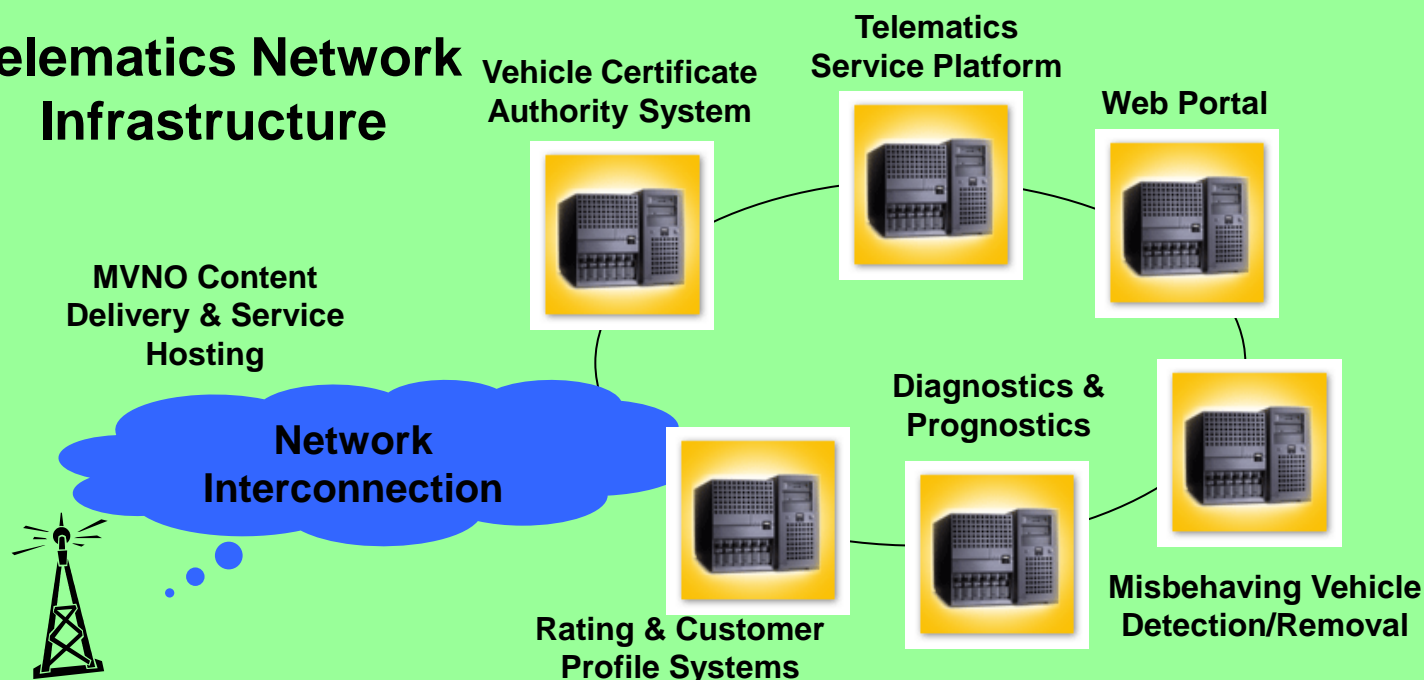 elematics Network
Infrastructure
Vehicle Certificate
Authority System
Telematics
Service Platform
Web Portal
MVNO Content
Delivery & Service
Hosting
Network
Interconnection
Diagnostics &
Prognostics
Misbehaving Vehicle
Detection/Removal
Rating & Customer
Profile Systems